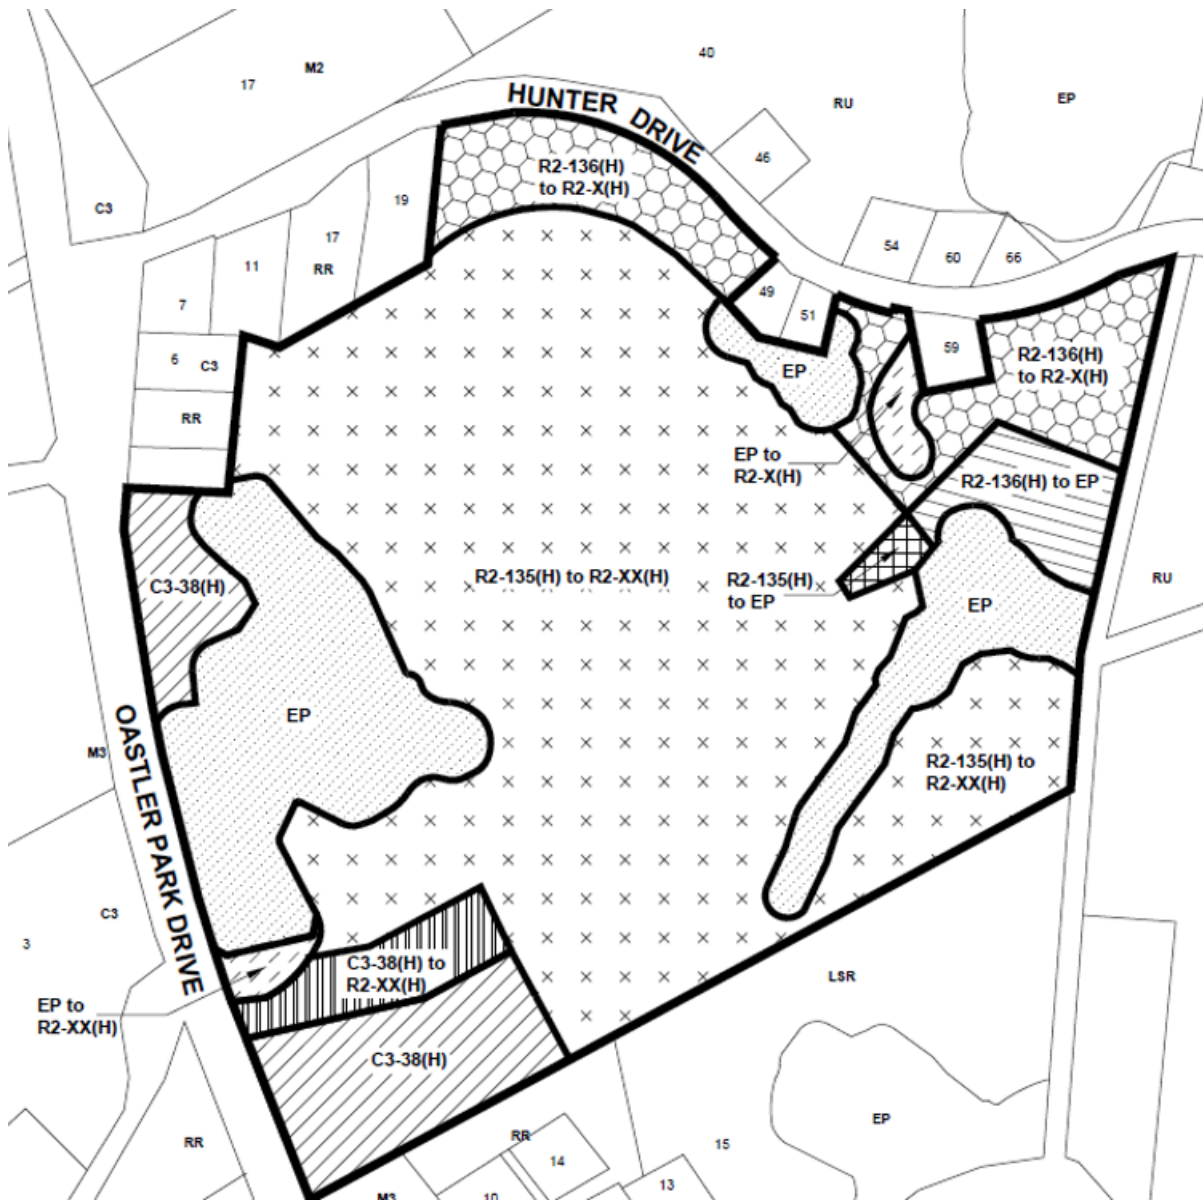 40
M2
17
RU
EP
HUNTER DRIVE
46
R2-136(H)
to R2-X(H)
19
C3
17
54
60
66
11
RR
49
7
51
59
R2-136(H)
to R2-X(H)
6
C3
EP
RR
EP to
R2-X(H)
R2-136(H) to EP
R2-135(H) to R2-XX(H)
R2-135(H)
to EP
C3-38(H)
RU
EP
EP
M3
OASTLER PARK DRIVE
R2-135(H) to
R2-XX(H)
C3
3
C3-38(H) to
R2-XX(H)
LSR
EP to
R2-XX(H)
C3-38(H)
EP
RR
RR
15
14
13
M3
10